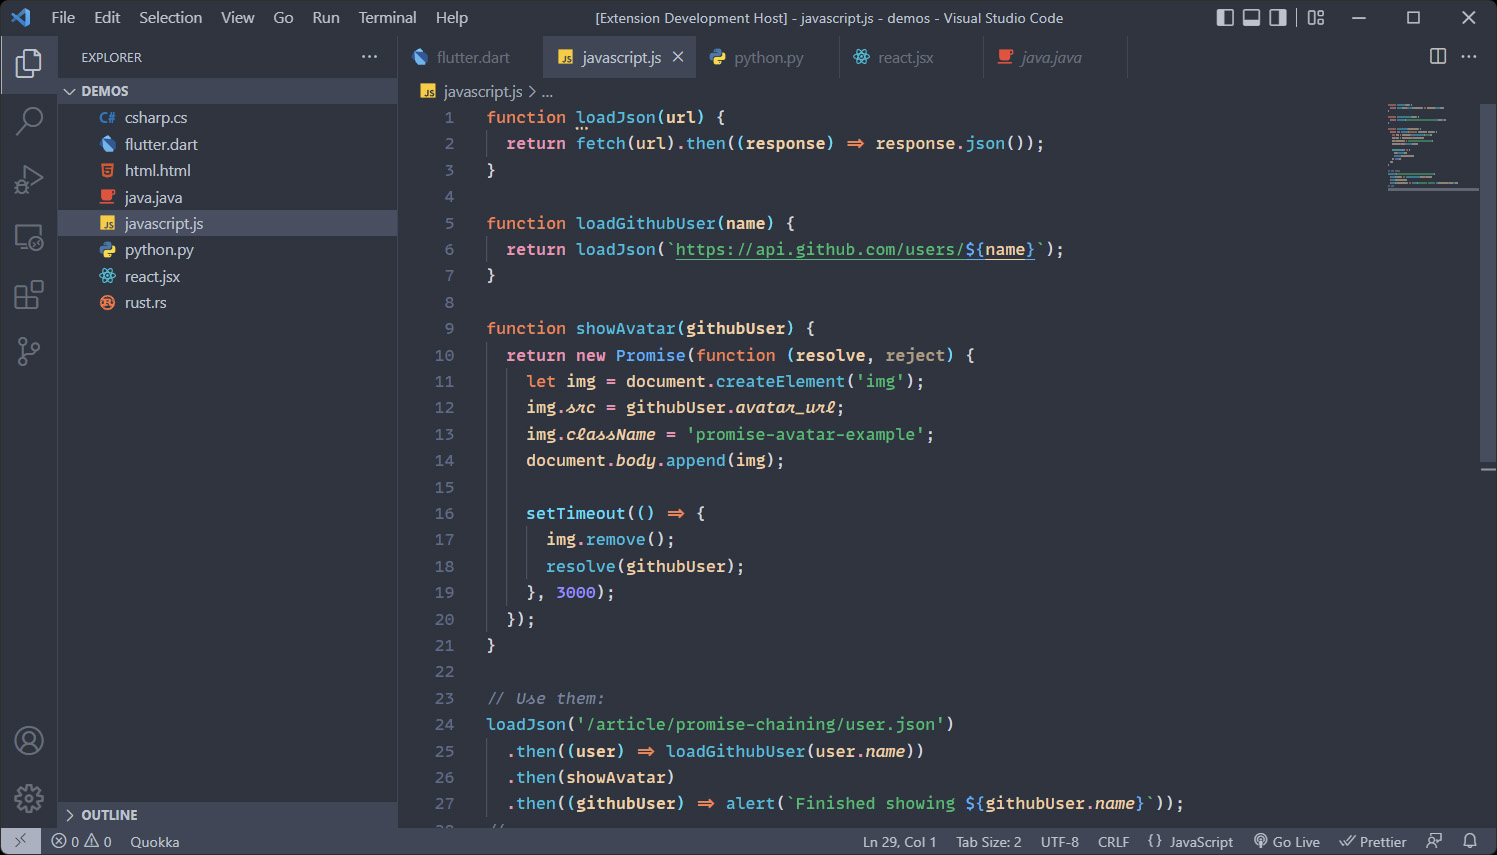 File Edit Selection View Go Run Terminal Help [Extension Development Host] - javascript.js - demos - Visual Studio Code
EXPLORER
DEMOS
C# csharp.cs
flutter.dart
html.html
java.java
JS javascript.js
python.py
react.jsx
rust.rs
OUTLINE
flutter.dart JS javascript.js python.py react.jsx java.java
JS javascript.js > ...
1 function loadJson(url) {
2 return fetch(url).then((response) => response.json());
3 }
4
5 function loadGithubUser(name) {
6 return loadJson(`https://api.github.com/users/${name}`);
7 }
8
9 function showAvatar(githubUser) {
10 return new Promise(function (resolve, reject) {
11 let img = document.createElement('img');
12 img.src = githubUser.avatar_url;
13 img.className = 'promise-avatar-example';
14 document.body.append(img);
15
16 setTimeout(() => {
17 img.remove();
18 resolve(githubUser);
19 }, 3000);
20 });
21 }
22
23 // Use them:
24 loadJson('/article/promise-chaining/user.json')
25 .then((user) => loadGithubUser(user.name))
26 .then(showAvatar)
27 .then((githubUser) => alert(`Finished showing ${githubUser.name}`));
0 0 Quokka Ln 29, Col 1 Tab Size: 2 UTF-8 CRLF {} JavaScript Go Live Prettier